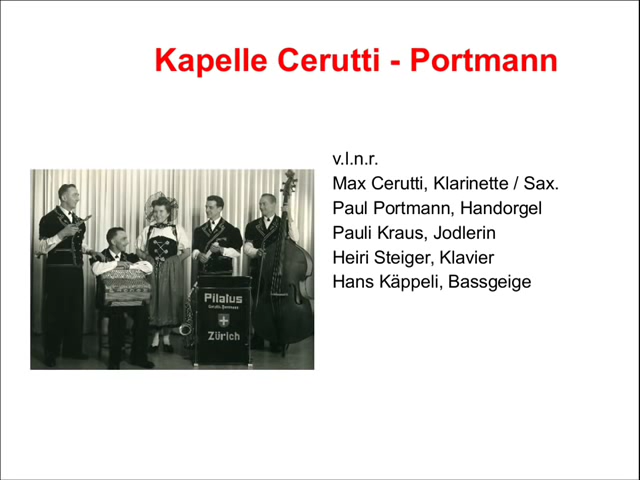 Kapelle Cerutti - Portmann
v.l.n.r.
Max Cerutti, Klarinette / Sax.
Paul Portmann, Handorgel
Pauli Kraus, Jodlerin
Heiri Steiger, Klavier
Hans Käppeli, Bassgeige
Pilatus
Zürich